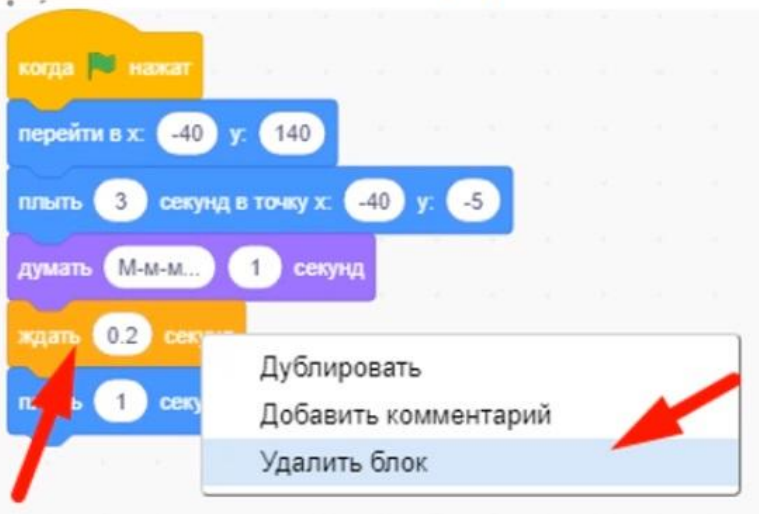 когда нажат
перейти в x: -40 y: 140
плыть 3 секунд в точку x: -40 y: -5
думать М-м-м... 1 секунд
ждать 0.2
1
Дублировать
Добавить комментарий
Удалить блок